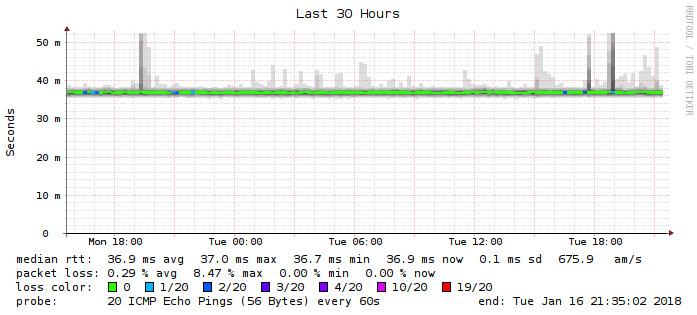 Last 30 Hours
RRDTOOL / TOBI OETIKER
Seconds
50 m
40 m
30 m
20 m
10 m
0
Mon 18:00 Tue 00:00 Tue 06:00 Tue 12:00 Tue 18:00
median rtt: 36.9 ms avg 37.0 ms max 36.7 ms min 36.9 ms now 0.1 ms sd 675.9 am/s
packet loss: 0.29 % avg 8.47 % max 0.00 % min 0.00 % now
loss color: 0 1/20 2/20 3/20 4/20 10/20 19/20
probe: 20 ICMP Echo Pings (56 Bytes) every 60s end: Tue Jan 16 21:35:02 2018